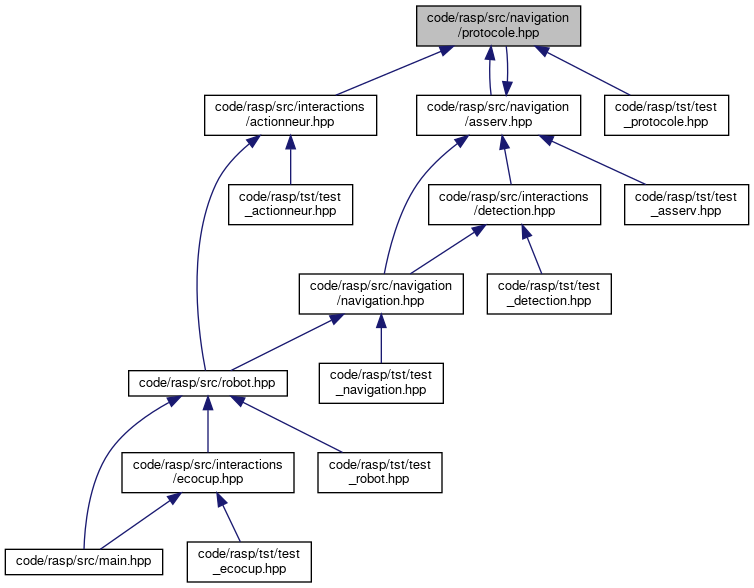 code/rasp/src/navigation
/protocole.hpp
code/rasp/src/interactions
/actionneur.hpp
code/rasp/src/navigation
/asserv.hpp
code/rasp/tst/test
_protocole.hpp
code/rasp/tst/test
_actionneur.hpp
code/rasp/src/interactions
/detection.hpp
code/rasp/tst/test
_asserv.hpp
code/rasp/src/navigation
/navigation.hpp
code/rasp/tst/test
_detection.hpp
code/rasp/src/robot.hpp
code/rasp/tst/test
_navigation.hpp
code/rasp/src/interactions
/ecocup.hpp
code/rasp/tst/test
_robot.hpp
code/rasp/src/main.hpp
code/rasp/tst/test
_ecocup.hpp